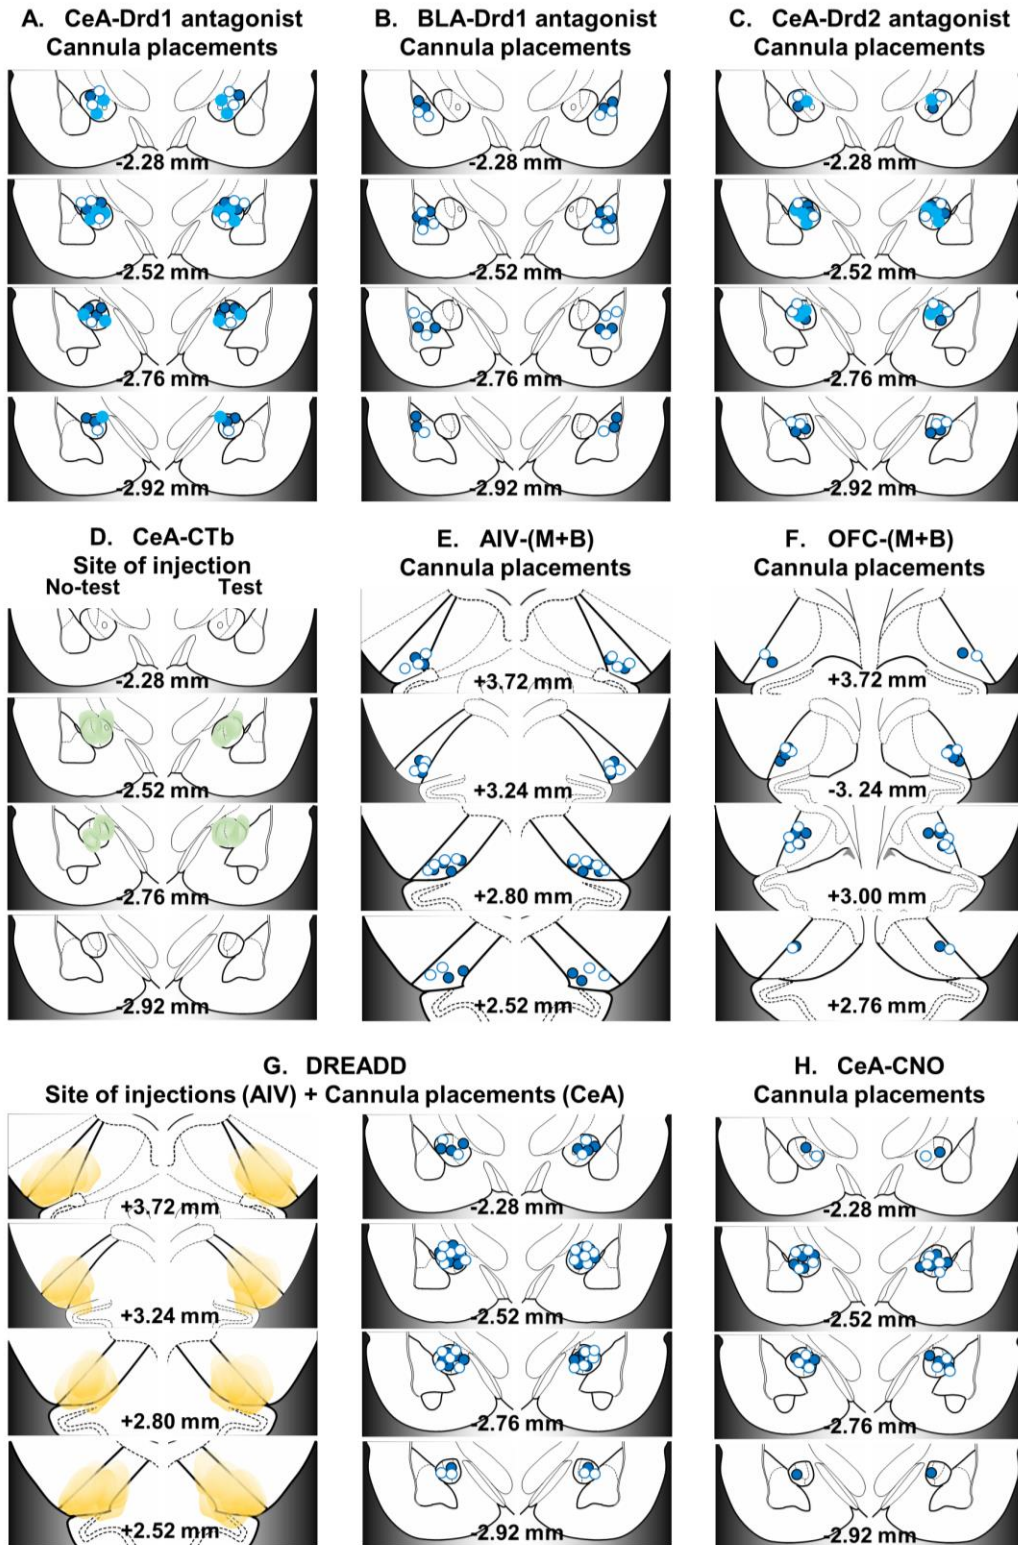 A. CeA-Drd1 antagonist
Cannula placements
-2.28 mm
-2.52 mm
-2.76 mm
-2.92 mm
B. BLA-Drd1 antagonist
Cannula placements
-2.28 mm
-2.52 mm
-2.76 mm
-2.92 mm
C. CeA-Drd2 antagonist
Cannula placements
-2.28 mm
-2.52 mm
-2.76 mm
-2.92 mm
D. CeA-CTb
Site of injection
No-test Test
-2.28 mm
-2.52 mm
-2.76 mm
-2.92 mm
E. AIV-(M+B)
Cannula placements
+3.72 mm
+3.24 mm
+2.80 mm
+2.52 mm
F. OFC-(M+B)
Cannula placements
+3.72 mm
-3. 24 mm
+3.00 mm
+2.76 mm
G. DREADD
Site of injections (AIV) + Cannula placements (CeA)
+3.72 mm
+3.24 mm
+2.80 mm
+2.52 mm
-2.28 mm
-2.52 mm
-2.76 mm
-2.92 mm
H. CeA-CNO
Cannula placements
-2.28 mm
-2.52 mm
-2.76 mm
-2.92 mm